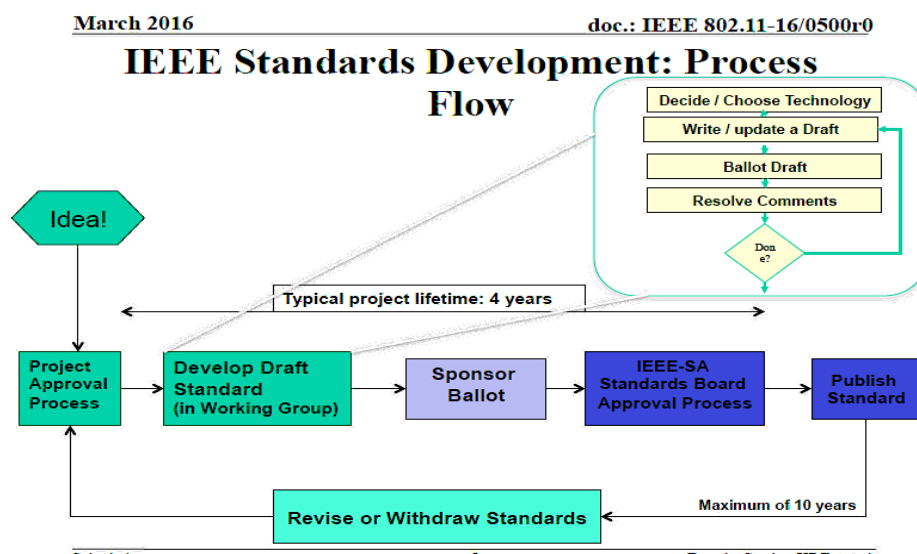 March 2016
doc.: IEEE 802.11-16/0500r0
IEEE Standards Development: Process
Flow
Decide / Choose Technology
Write / update a Draft
Ballot Draft
Resolve Comments
Don
e?
Idea!
Typical project lifetime: 4 years
Project
Approval
Process
Develop Draft
Standard
(in Working Group)
Sponsor
Ballot
IEEE-SA
Standards Board
Approval Process
Publish
Standard
Maximum of 10 years
Revise or Withdraw Standards